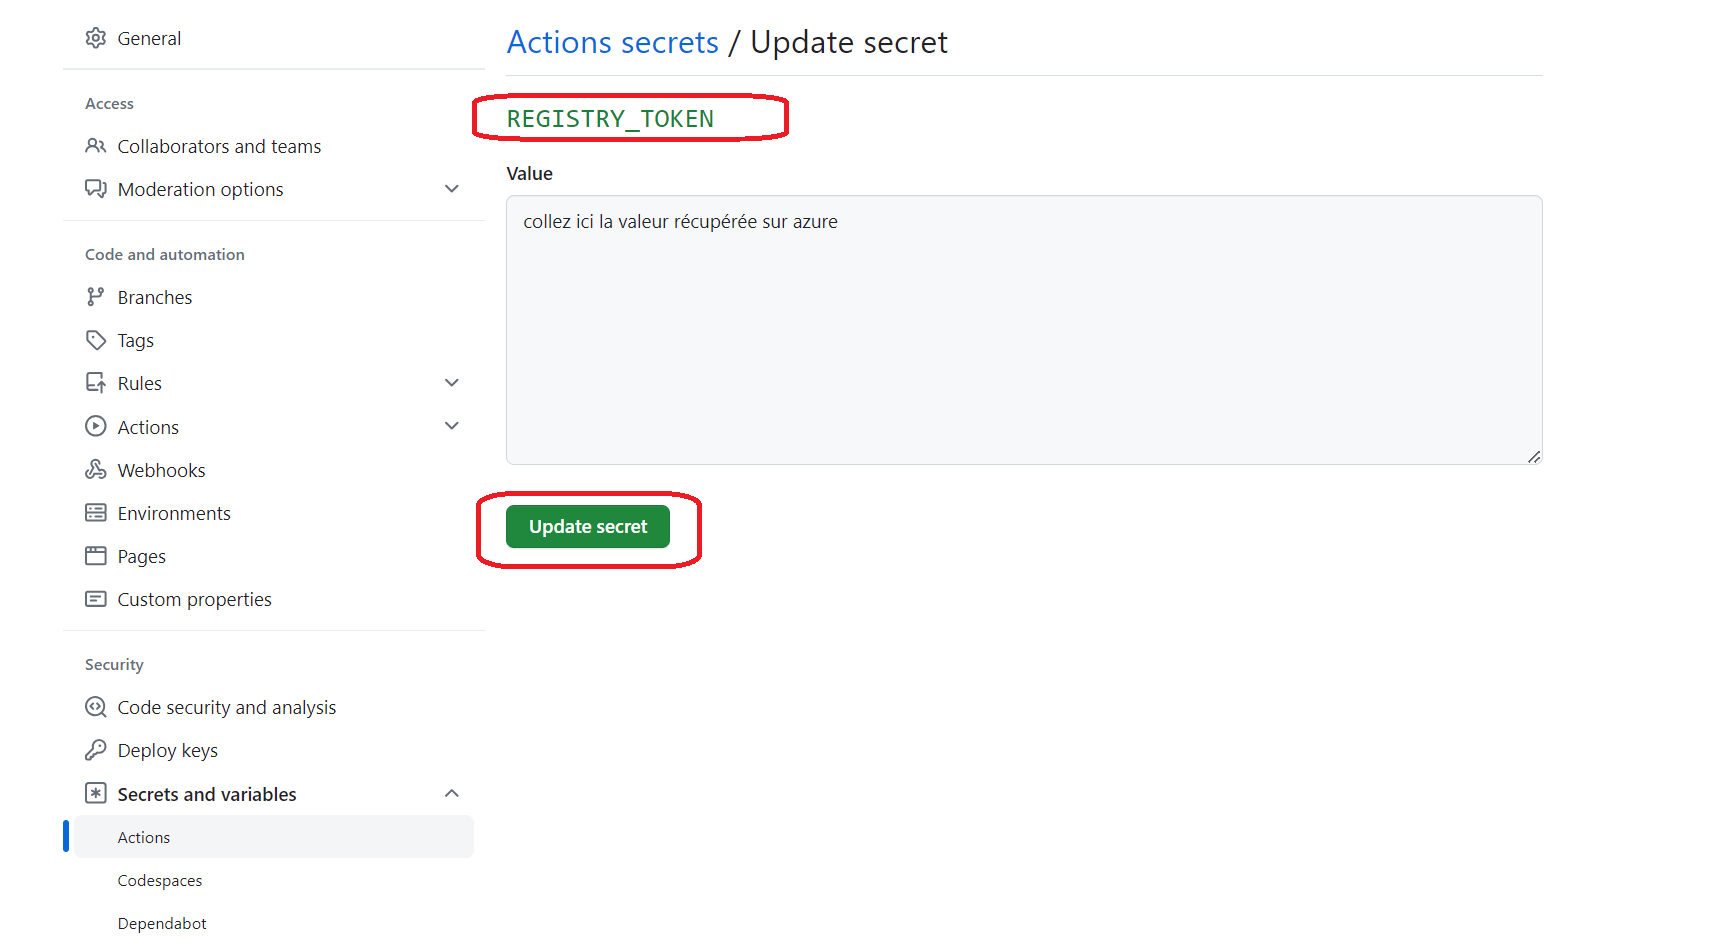 General
Access
Collaborators and teams
Moderation options
Code and automation
Branches
Tags
Rules
Actions
Webhooks
Environments
Pages
Custom properties
Security
Code security and analysis
Deploy keys
Secrets and variables
Actions
Codespaces
Dependabot
Actions secrets / Update secret
REGISTRY_TOKEN
Value
collez ici la valeur récupérée sur azure
Update secret